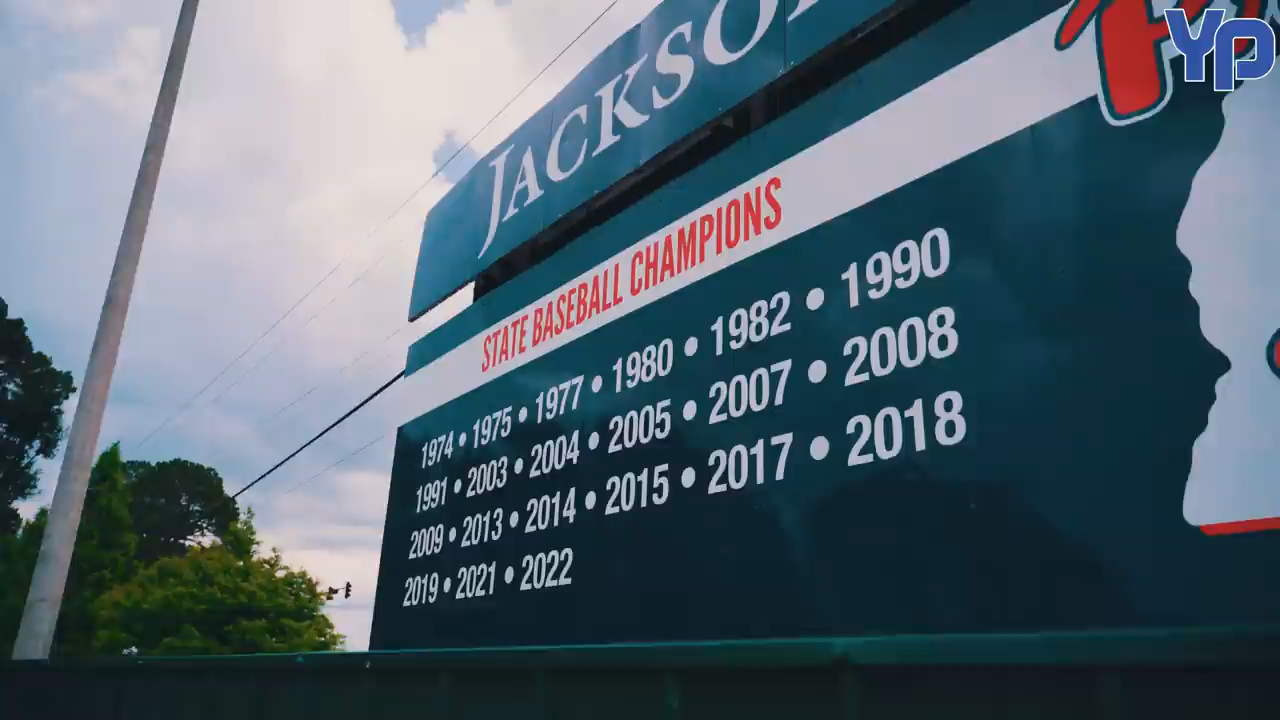 YP
JACKSO
STATE BASEBALL CHAMPIONS
1974 • 1975 • 1977 • 1980 • 1982 • 1990
1991 • 2003 • 2004 • 2005 • 2007 • 2008
2009 • 2013 • 2014 • 2015 • 2017 • 2018
2019 • 2021 • 2022